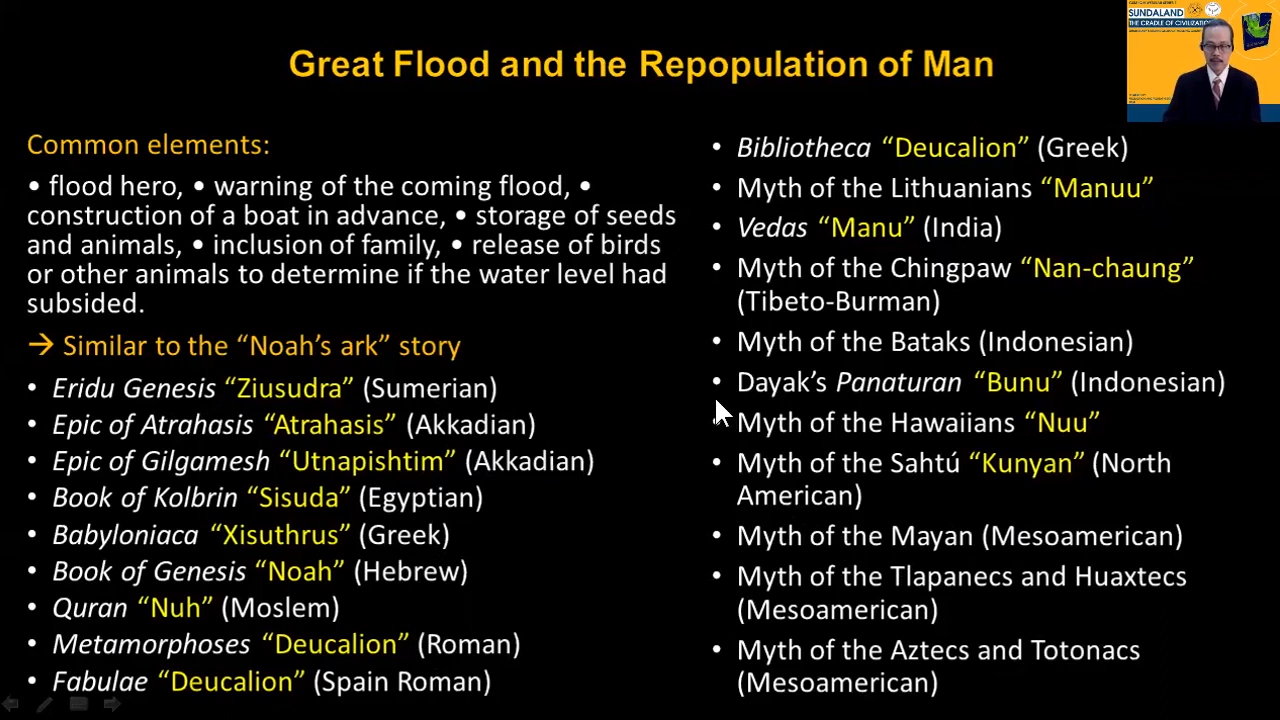 Great Flood and the Repopulation of Man
SUNDALAND
THE CRADLE OF CIVILIZATION
Common elements:
• flood hero, • warning of the coming flood, •
construction of a boat in advance, • storage of seeds
and animals, • inclusion of family, • release of birds
or other animals to determine if the water level had
subsided.
→ Similar to the “Noah’s ark” story
• Eridu Genesis “Ziusudra” (Sumerian)
• Epic of Atrahasis “Atrahasis” (Akkadian)
• Epic of Gilgamesh “Utnapishtim” (Akkadian)
• Book of Kolbrin “Sisuda” (Egyptian)
• Babyloniaca “Xisuthrus” (Greek)
• Book of Genesis “Noah” (Hebrew)
• Quran “Nuh” (Moslem)
• Metamorphoses “Deucalion” (Roman)
• Fabulae “Deucalion” (Spain Roman)
• Bibliotheca “Deucalion” (Greek)
• Myth of the Lithuanians “Manuu”
• Vedas “Manu” (India)
• Myth of the Chingpaw “Nan-chaung”
(Tibeto-Burman)
• Myth of the Bataks (Indonesian)
• Dayak’s Panaturan “Bunu” (Indonesian)
• Myth of the Hawaiians “Nuu”
• Myth of the Sahtú “Kunyan” (North
American)
• Myth of the Mayan (Mesoamerican)
• Myth of the Tlapanecs and Huaxtecs
(Mesoamerican)
• Myth of the Aztecs and Totonacs
(Mesoamerican)